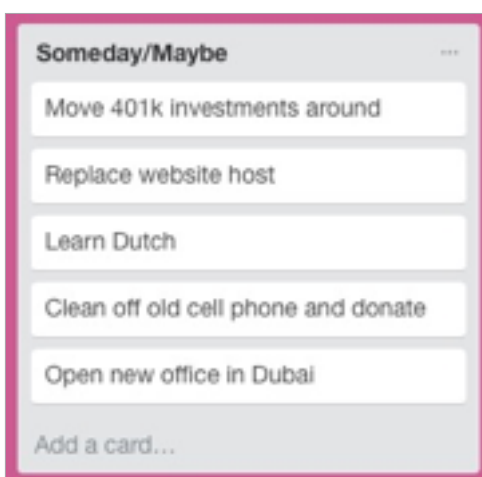 Someday/Maybe ...
Move 401k investments around
Replace website host
Learn Dutch
Clean off old cell phone and donate
Open new office in Dubai
Add a card...